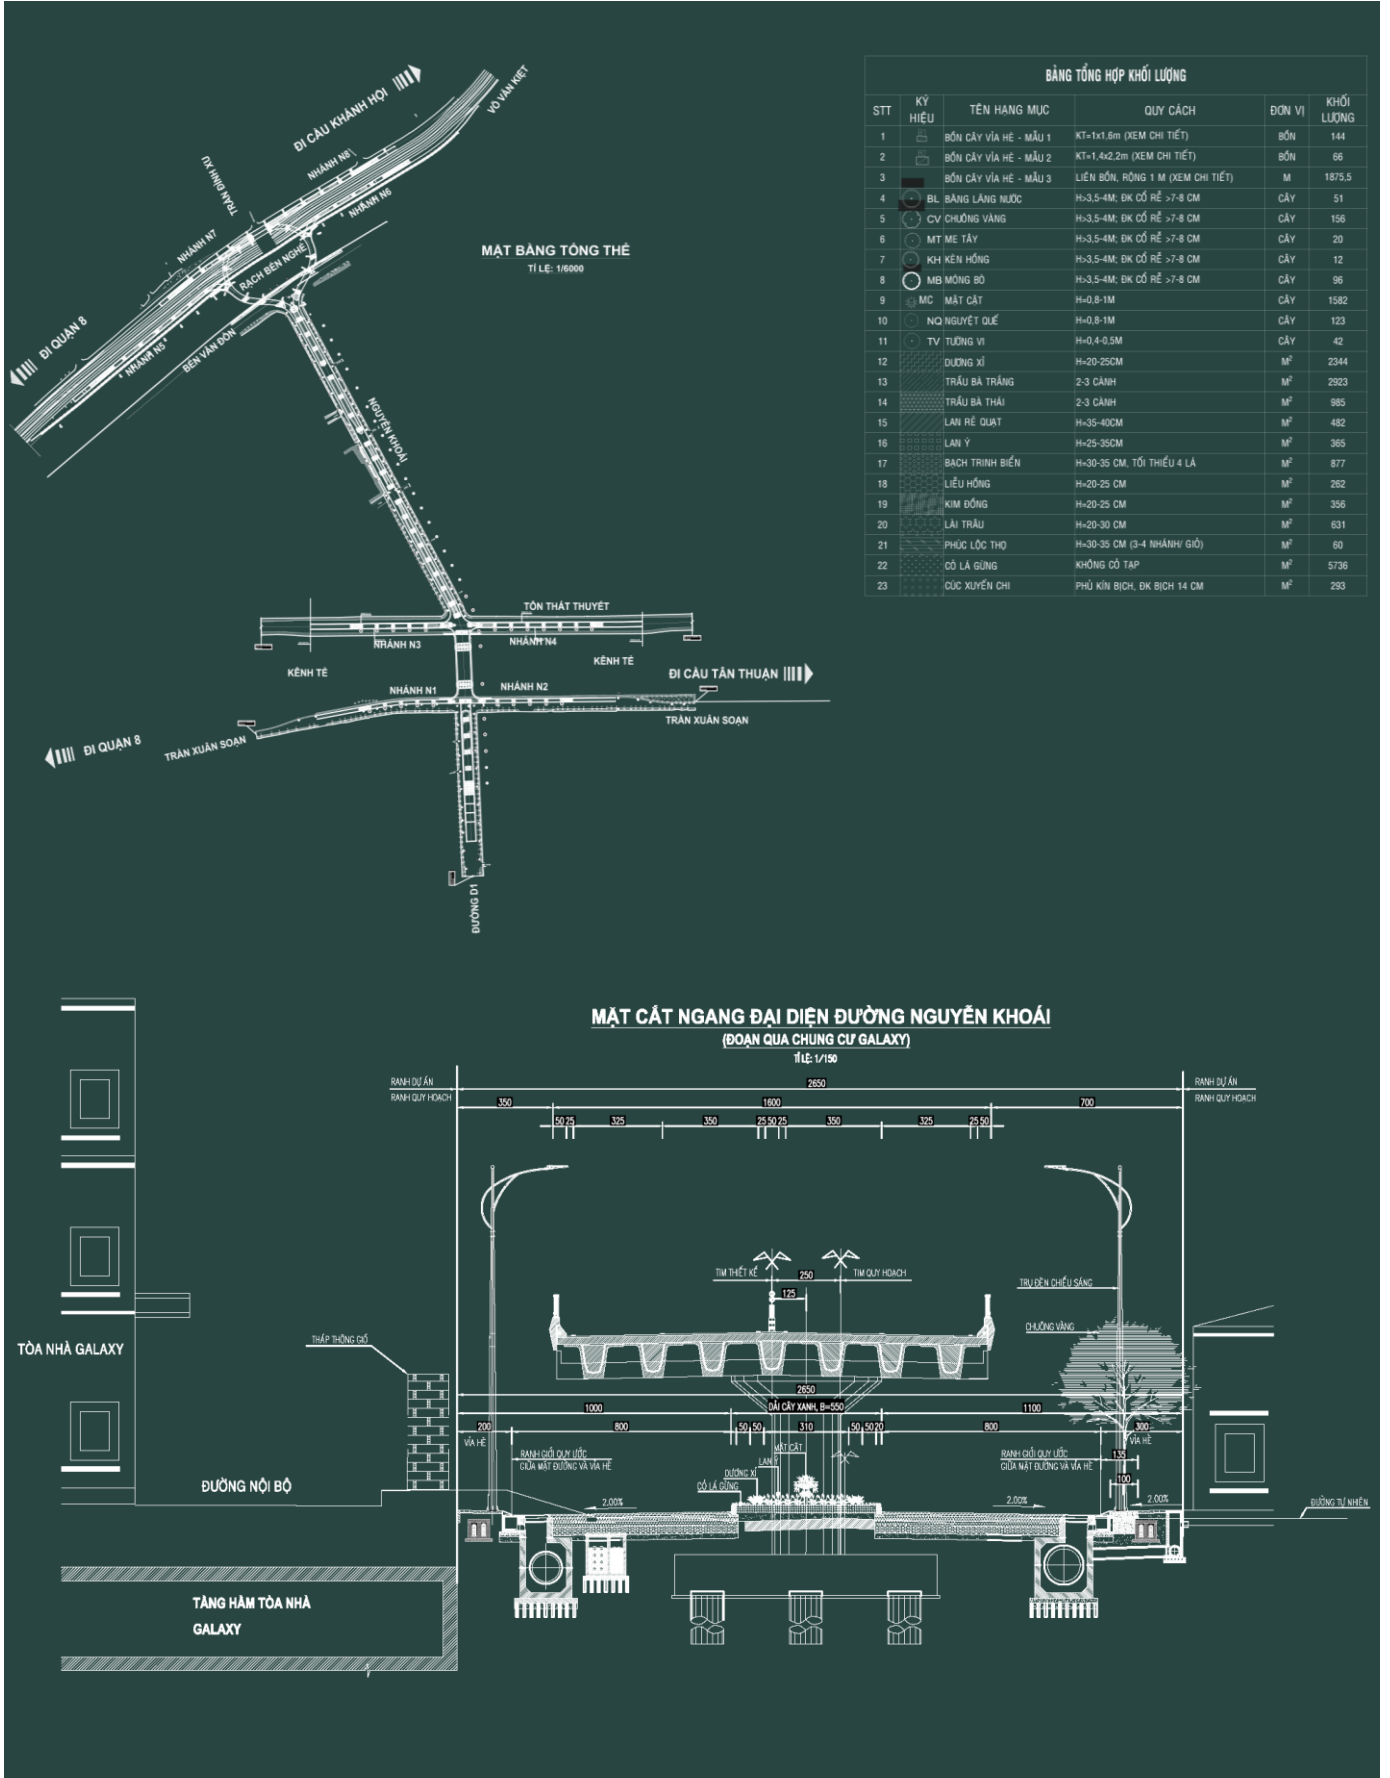 VÕ VĂN KIỆT
ĐI CẦU KHÁNH HỘI
NHÁNH N8
TRẦN ĐÌNH XU
NHÁNH N6
NHÁNH N7
RẠCH BẾN NGHÉ
ĐI QUẬN 8
NHÁNH N5
BẾN VÂN ĐỒN
MẶT BẰNG TỔNG THỂ
TỈ LỆ: 1/6000
NGUYỄN KHOÁI
TÔN THẤT THUYẾT
NHÁNH N3
NHÁNH N4
KÊNH TẺ
KÊNH TẺ
ĐI CẦU TÂN THUẬN
NHÁNH N1
NHÁNH N2
TRẦN XUÂN SOẠN
TRẦN XUÂN SOẠN
ĐI QUẬN 8
ĐƯỜNG D1
BẢNG TỔNG HỢP KHỐI LƯỢNG
STT KÝ HIỆU TÊN HẠNG MỤC QUY CÁCH ĐƠN VỊ KHỐI LƯỢNG
1 BỒN CÂY VỈA HÈ - MẪU 1 KT=1x1,6m (XEM CHI TIẾT) BỒN 144
2 BỒN CÂY VỈA HÈ - MẪU 2 KT=1,4x2,2m (XEM CHI TIẾT) BỒN 66
3 BỒN CÂY VỈA HÈ - MẪU 3 LIÊN BỒN, RỘNG 1 M (XEM CHI TIẾT) M 1875,5
4 BL BẰNG LĂNG NƯỚC H>3,5-4M; ĐK CỔ RỄ >7-8 CM CÂY 51
5 CV CHUÔNG VÀNG H>3,5-4M; ĐK CỔ RỄ >7-8 CM CÂY 156
6 MT ME TÂY H>3,5-4M; ĐK CỔ RỄ >7-8 CM CÂY 20
7 KH KÈN HỒNG H>3,5-4M; ĐK CỔ RỄ >7-8 CM CÂY 12
8 MB MÓNG BÒ H>3,5-4M; ĐK CỔ RỄ >7-8 CM CÂY 96
9 MC MẬT CẬT H=0,8-1M CÂY 1582
10 NQ NGUYỆT QUẾ H=0,8-1M CÂY 123
11 TV TƯỜNG VI H=0,4-0,5M CÂY 42
12 DƯƠNG XỈ H=20-25CM M² 2344
13 TRẦU BÀ TRẮNG 2-3 CÀNH M² 2923
14 TRẦU BÀ THÁI 2-3 CÀNH M² 985
15 LAN RẺ QUẠT H=35-40CM M² 482
16 LAN Ý H=25-35CM M² 365
17 BẠCH TRINH BIỂN H=30-35 CM, TỐI THIỂU 4 LÁ M² 877
18 LIỄU HỒNG H=20-25 CM M² 262
19 KIM ĐỒNG H=20-25 CM M² 356
20 LÀI TRÂU H=20-30 CM M² 631
21 PHÚC LỘC THỌ H=30-35 CM (3-4 NHÁNH/ GIỎ) M² 60
22 CỎ LÁ GỪNG KHÔNG CỎ TẠP M² 5736
23 CÚC XUYẾN CHI PHỦ KÍN BỊCH, ĐK BỊCH 14 CM M² 293
MẶT CẮT NGANG ĐẠI DIỆN ĐƯỜNG NGUYỄN KHOÁI
(ĐOẠN QUA CHUNG CƯ GALAXY)
TỈ LỆ: 1/150
RANH DỰ ÁN 2650 RANH DỰ ÁN
RANH QUY HOẠCH RANH QUY HOẠCH
350 1600 700
50 25 325 350 25 50 25 350 325 25 50
TIM THIẾT KẾ 250 TIM QUY HOẠCH
125
TRỤ ĐÈN CHIẾU SÁNG
CHUÔNG VÀNG
THÁP THÔNG GIÓ
TÒA NHÀ GALAXY
2650
1000 DẢI CÂY XANH, B=550 1100
200 800 50 50 310 50 50 20 800 300
VỈA HÈ VỈA HÈ
MẬT CẬT
RANH GIỚI QUY ƯỚC
GIỮA MẶT ĐƯỜNG VÀ VỈA HÈ
RANH GIỚI QUY ƯỚC
GIỮA MẶT ĐƯỜNG VÀ VỈA HÈ
135
LAN Ý
DƯƠNG XỈ
CỎ LÁ GỪNG
100
ĐƯỜNG NỘI BỘ
2.00% 2.00% 2.00%
ĐƯỜNG TỰ NHIÊN
TẦNG HẦM TÒA NHÀ
GALAXY